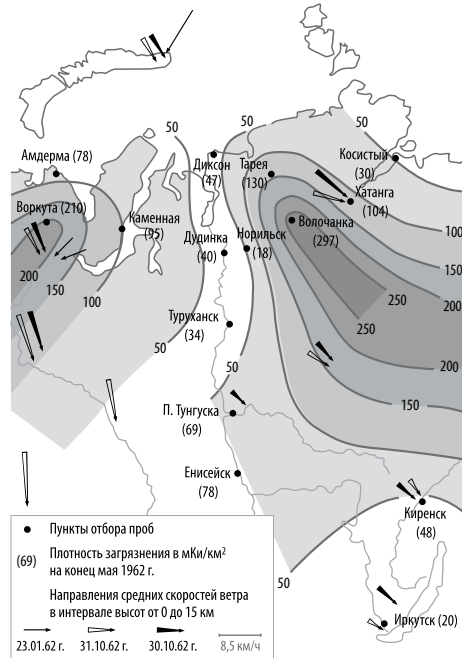 50
50
50
Амдерма (78)
Диксон
(47)
Тарея
(130)
Косистый
(30)
Хатанга
(104)
Воркута (210)
Каменная
(95)
Волочанка
(297)
Дудинка
(40)
Норильск
(18)
100
150
200
200
150
100
250
250
Туруханск
(34)
50
50
200
150
П. Тунгуска
(69)
Енисейск
(78)
Киренск
(48)
50
Иркутск (20)
Пункты отбора проб
(69) Плотность загрязнения в мКи/км²
на конец мая 1962 г.
Направления средних скоростей ветра
в интервале высот от 0 до 15 км
23.01.62 г. 31.10.62 г. 30.10.62 г. 8,5 км/ч